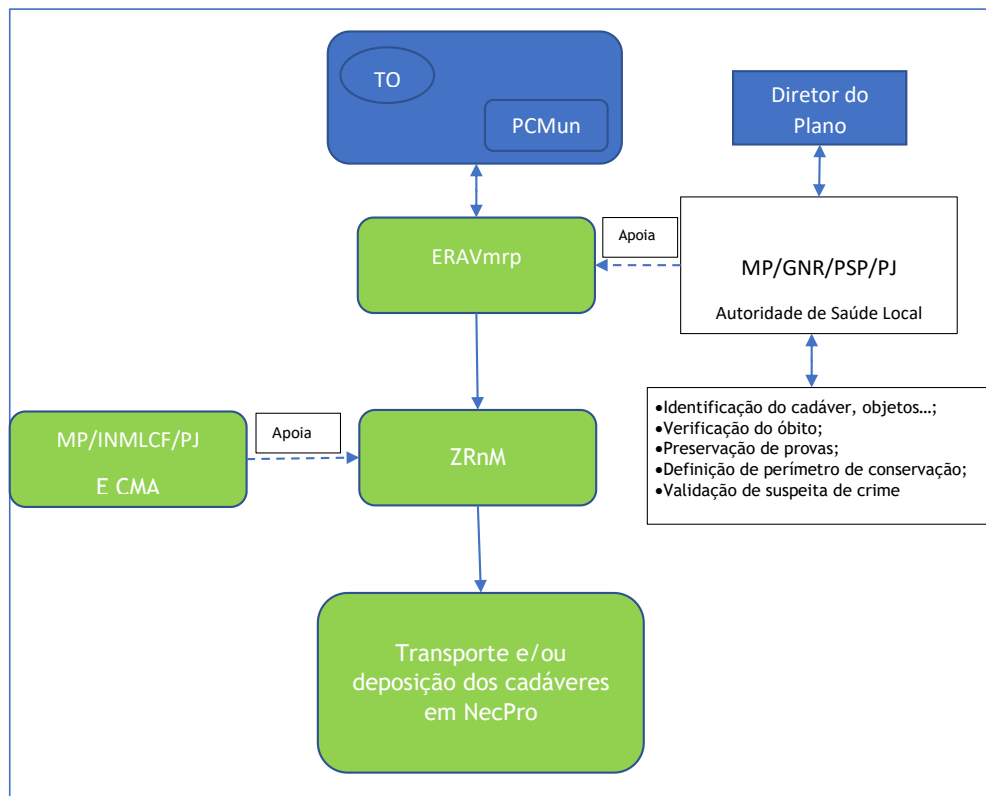 TO
PCMun
Diretor do
Plano
ERAVmrp
Apoia
MP/GNR/PSP/PJ
Autoridade de Saúde Local
MP/INMLCF/PJ
E CMA
Apoia
ZRnM
•Identificação do cadáver, objetos...;
•Verificação do óbito;
•Preservação de provas;
•Definição de perímetro de conservação;
•Validação de suspeita de crime
Transporte e/ou
deposição dos cadáveres
em NecPro